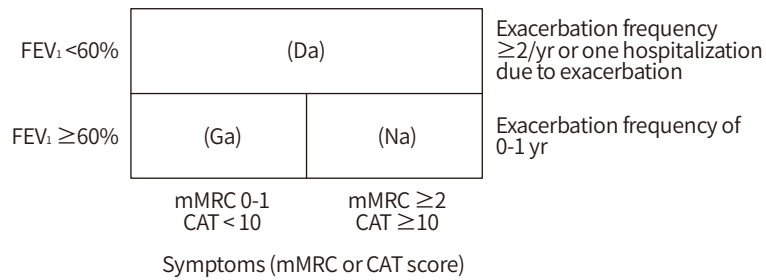 FEV₁ <60%
(Da)
Exacerbation frequency
≥2/yr or one hospitalization
due to exacerbation
FEV₁ ≥60%
(Ga)
(Na)
Exacerbation frequency of
0-1 yr
mMRC 0-1
CAT < 10
mMRC ≥2
CAT ≥10
Symptoms (mMRC or CAT score)